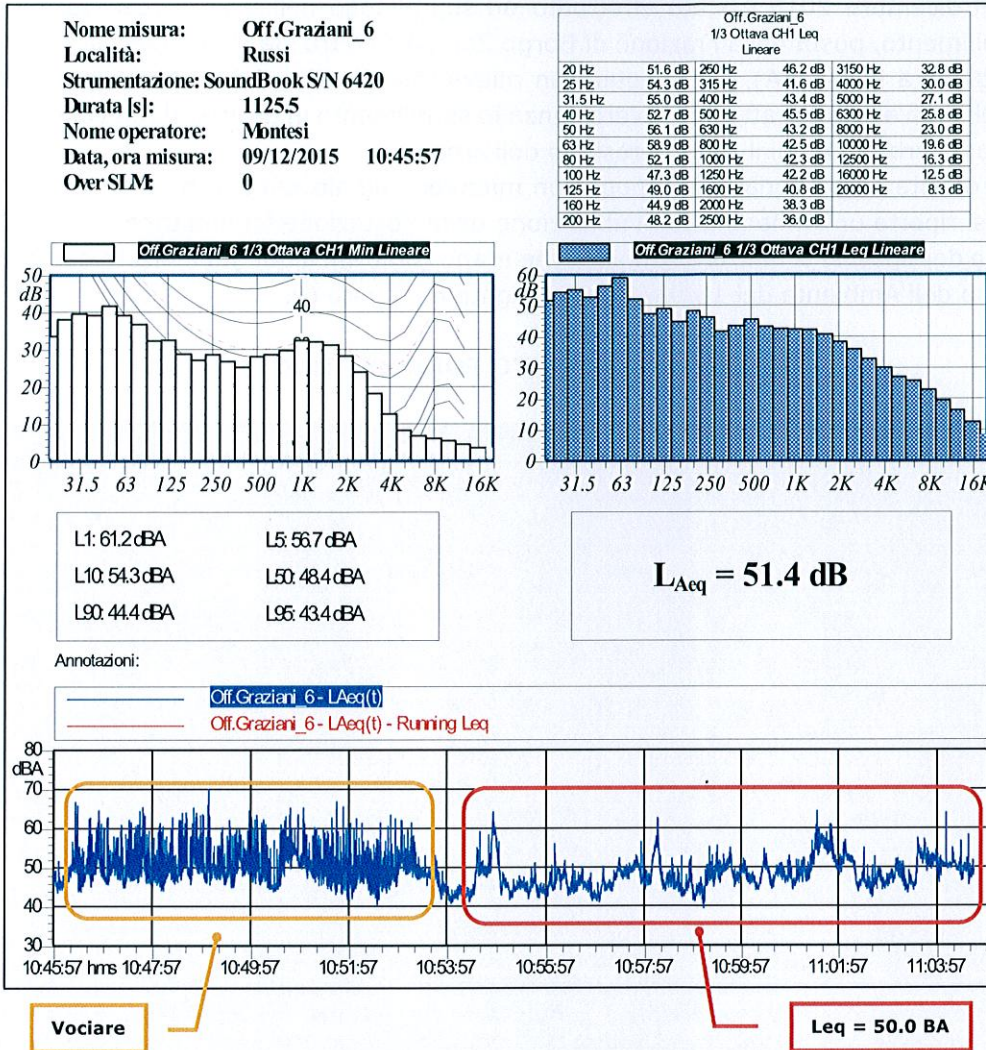 Nome misura: Off.Graziani_6
Località: Russi
Strumentazione: SoundBook S/N 6420
Durata [s]: 1125.5
Nome operatore: Montesi
Data, ora misura: 09/12/2015 10:45:57
Over SLM: 0
Off.Graziani_6
1/3 Ottava CH1 Leq
Lineare
20 Hz 51.6 dB 250 Hz 46.2 dB 3150 Hz 32.8 dB
25 Hz 54.3 dB 315 Hz 41.6 dB 4000 Hz 30.0 dB
31.5 Hz 55.0 dB 400 Hz 43.4 dB 5000 Hz 27.1 dB
40 Hz 52.7 dB 500 Hz 45.5 dB 6300 Hz 25.8 dB
50 Hz 56.1 dB 630 Hz 43.2 dB 8000 Hz 23.0 dB
63 Hz 58.9 dB 800 Hz 42.5 dB 10000 Hz 19.6 dB
80 Hz 52.1 dB 1000 Hz 42.3 dB 12500 Hz 16.3 dB
100 Hz 47.3 dB 1250 Hz 42.2 dB 16000 Hz 12.5 dB
125 Hz 49.0 dB 1600 Hz 40.8 dB 20000 Hz 8.3 dB
160 Hz 44.9 dB 2000 Hz 38.3 dB
200 Hz 48.2 dB 2500 Hz 36.0 dB
Off.Graziani_6 1/3 Ottava CH1 Min Lineare
50
dB
40
30
20
10
0
40
31.5 63 125 250 500 1K 2K 4K 8K 16K
Off.Graziani_6 1/3 Ottava CH1 Leq Lineare
60
dB
50
40
30
20
10
0
31.5 63 125 250 500 1K 2K 4K 8K 16K
L1: 61.2 dBA L5: 56.7 dBA
L10: 54.3 dBA L50: 48.4 dBA
L90: 44.4 dBA L95: 43.4 dBA
LAeq = 51.4 dB
Annotazioni:
Off.Graziani_6 - LAeq(t)
Off.Graziani_6 - LAeq(t) - Running Leq
80
dBA
70
60
50
40
30
10:45:57 hms 10:47:57 10:49:57 10:51:57 10:53:57 10:55:57 10:57:57 10:59:57 11:01:57 11:03:57
Vociare
Leq = 50.0 BA